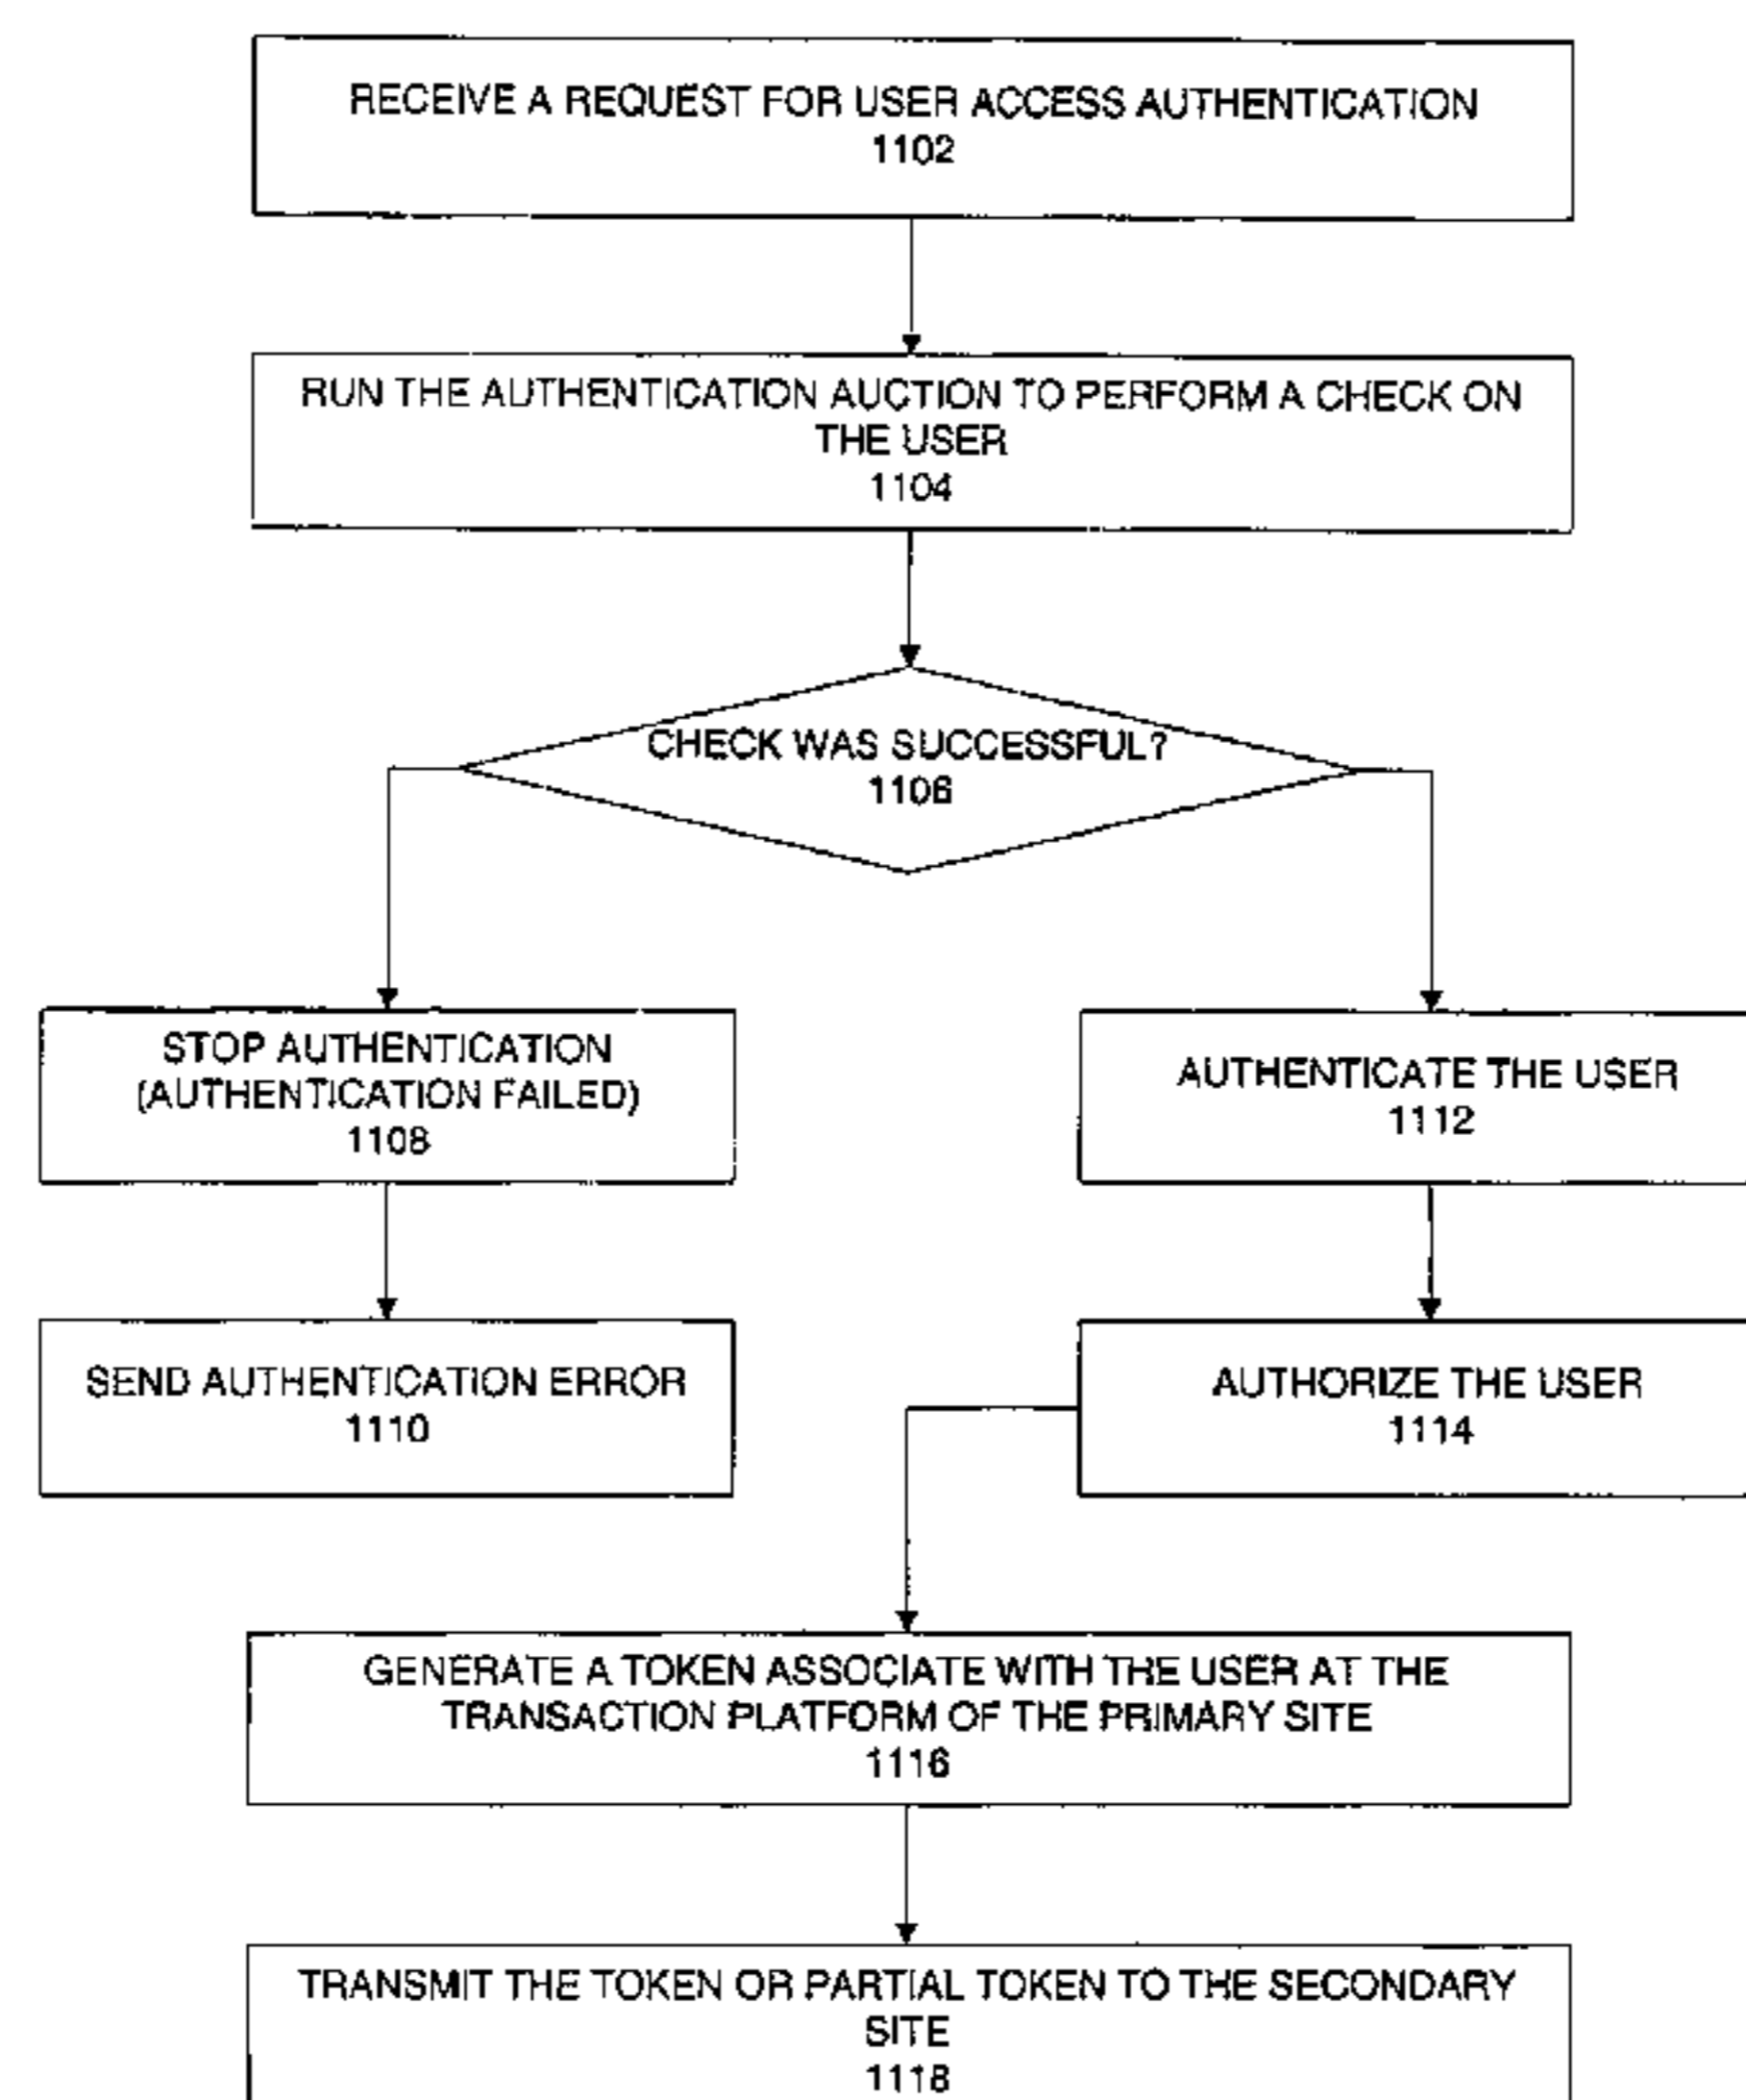 RECEIVE A REQUEST FOR USER ACCESS AUTHENTICATION
1102
RUN THE AUTHENTICATION AUCTION TO PERFORM A CHECK ON
THE USER
1104
CHECK WAS SUCCESSFUL?
1106
STOP AUTHENTICATION
(AUTHENTICATION FAILED)
1108
AUTHENTICATE THE USER
1112
SEND AUTHENTICATION ERROR
1110
AUTHORIZE THE USER
1114
GENERATE A TOKEN ASSOCIATE WITH THE USER AT THE
TRANSACTION PLATFORM OF THE PRIMARY SITE
1116
TRANSMIT THE TOKEN OR PARTIAL TOKEN TO THE SECONDARY
SITE
1118